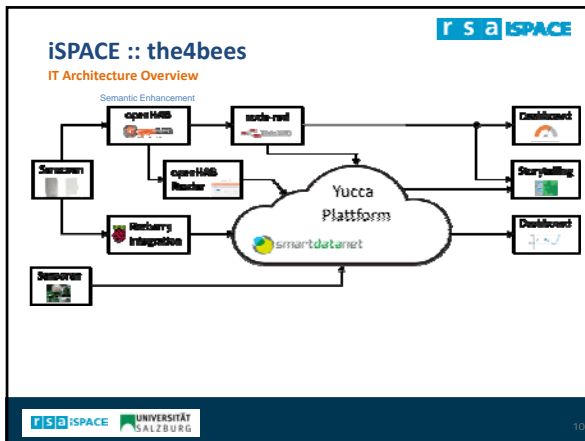 rsa iSPACE
iSPACE :: the4bees
IT Architecture Overview
Semantic Enhancement
openHAB
node-red
Dashboard
Sensoren
openHAB
Reader
Storytelling
Yucca
Plattform
smartdatanet
Rasberry
Integration
Dashboard
Sensoren
rsa iSPACE
UNIVERSITÄT
SALZBURG
10